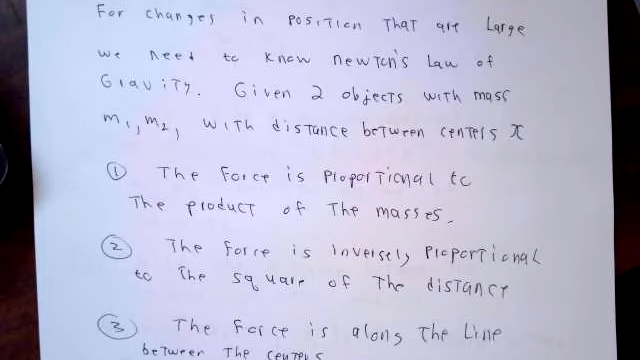 For changes in position that are large
we need to know newton's law of
Gravity. Given 2 objects with mass
m₁, m₂, with distance between centers x
① The force is proportional to
the product of the masses.
② The force is inversely proportional
to the square of the distance
③ The force is along the line
between the centers